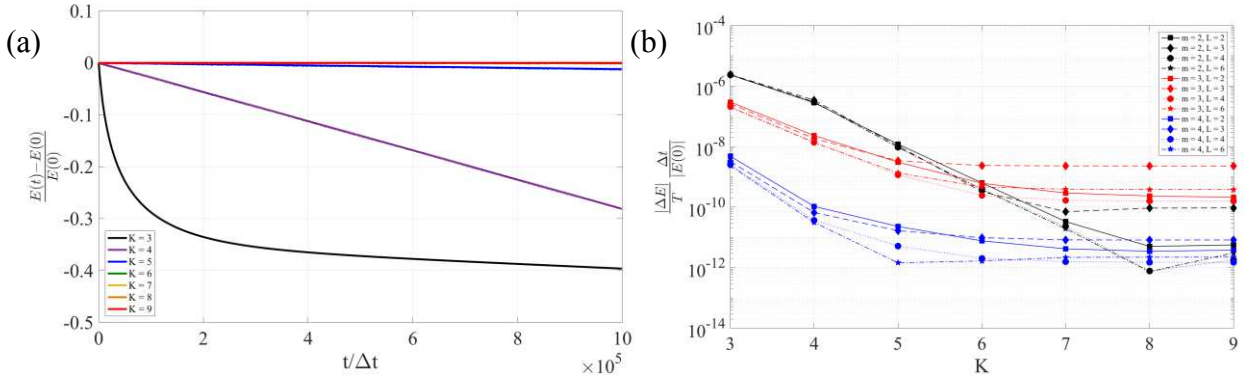 (a)
0.1
0
-0.1
-0.2
-0.3
-0.4
-0.5
E(t)−E(0)
E(0)
K = 3
K = 4
K = 5
K = 6
K = 7
K = 8
K = 9
0 2 4 6 8 10
t/Δt
×10^5
(b)
10^-4
10^-6
10^-8
10^-10
10^-12
10^-14
|ΔE| Δt
T |E(0)|
m = 2, L = 2
m = 2, L = 3
m = 2, L = 4
m = 2, L = 6
m = 3, L = 2
m = 3, L = 3
m = 3, L = 4
m = 3, L = 6
m = 4, L = 2
m = 4, L = 3
m = 4, L = 4
m = 4, L = 6
3 4 5 6 7 8 9
K